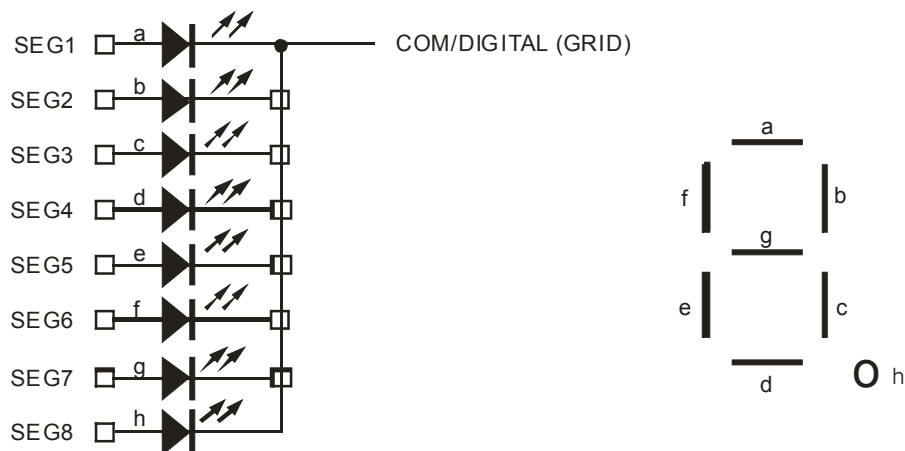 SEG1 a COM/DIGITAL (GRID)
SEG2 b
SEG3 c
SEG4 d
SEG5 e
SEG6 f
SEG7 g
SEG8 h
a
f b
g
e c
d
O h